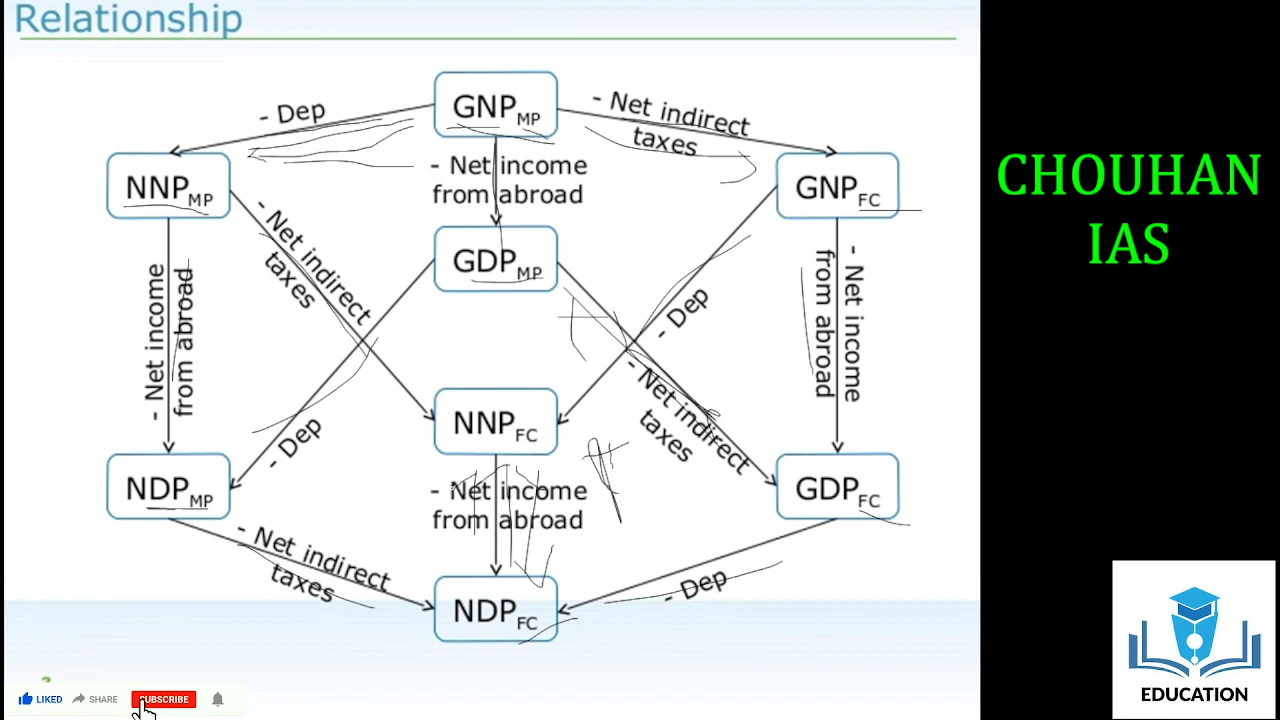 Relationship
GNPMP
- Dep
- Net indirect
taxes
NNPMP
- Net income
from abroad
GNPFC
- Net indirect
taxes
GDPMP
- Net income
from abroad
- Net income
from abroad
- Dep
- Net indirect
taxes
NNPFC
- Dep
NDPMP
- Net income
from abroad
GDPFC
- Net indirect
taxes
- Dep
NDPFC
3
LIKED
SHARE
SUBSCRIBE
CHOUHAN
IAS
EDUCATION